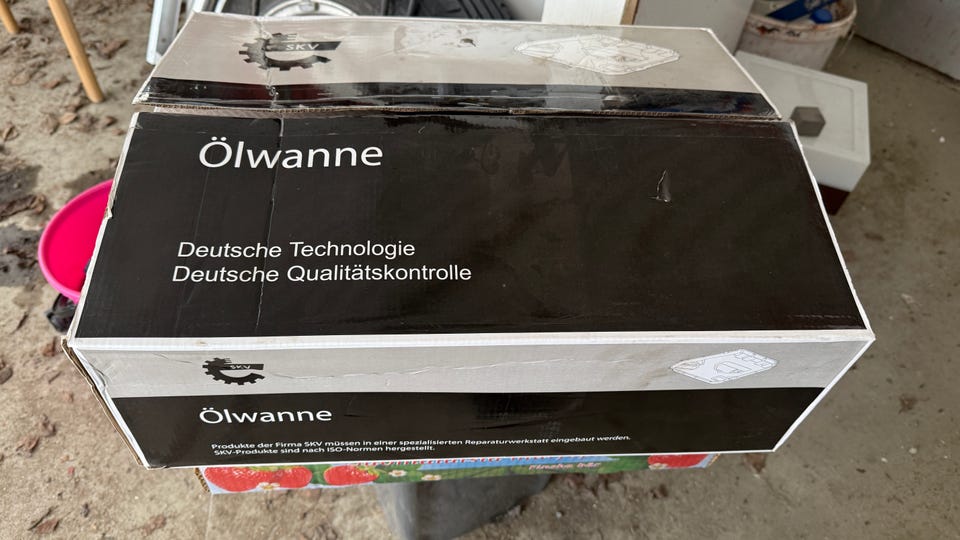 SKV
Ölwanne
Deutsche Technologie
Deutsche Qualitätskontrolle
SKV
Ölwanne
Produkte der Firma SKV müssen in einer spezialisierten Reparaturwerkstatt eingebaut werden.
SKV-Produkte sind nach ISO-Normen hergestellt.